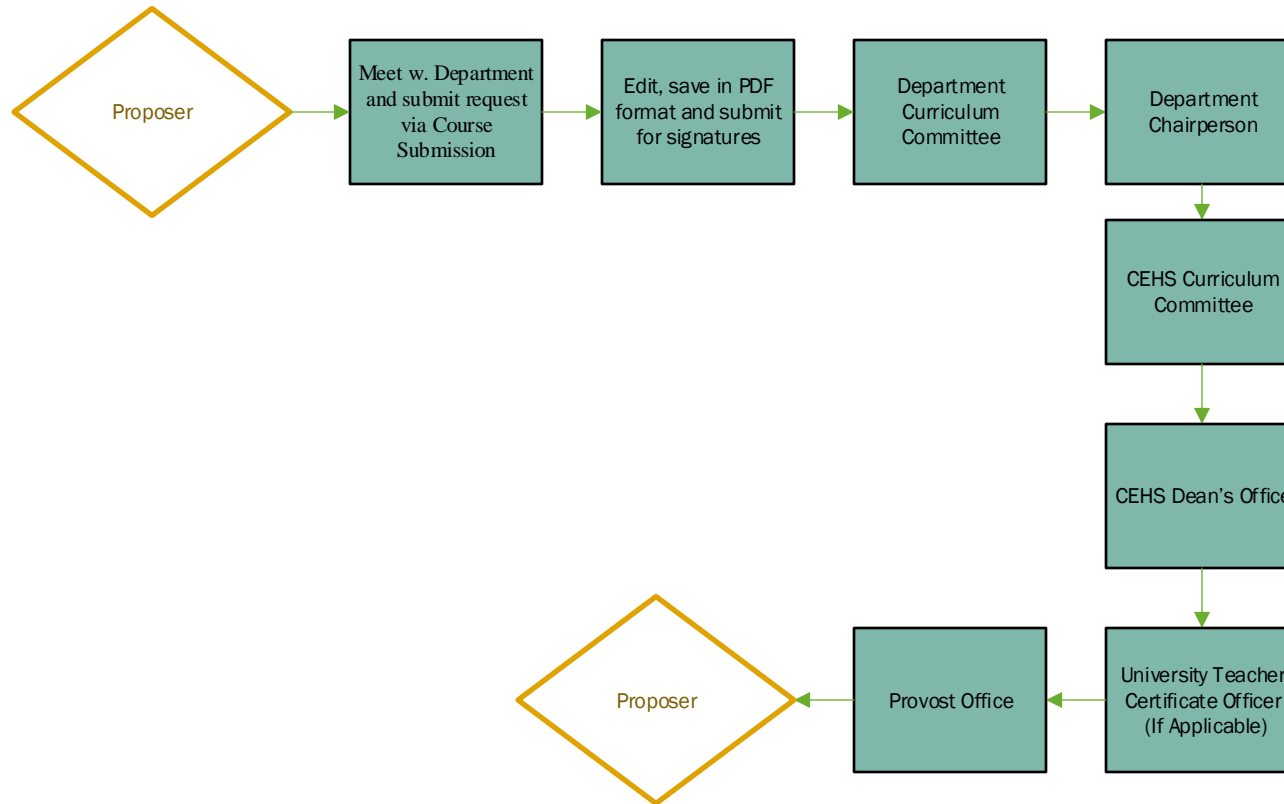 Proposer
Meet w. Department
and submit request
via Course
Submission
Edit, save in PDF
format and submit
for signatures
Department
Curriculum
Committee
Department
Chairperson
CEHS Curriculum
Committee
CEHS Dean's Office
University Teacher
Certificate Officer
(If Applicable)
Provost Office
Proposer